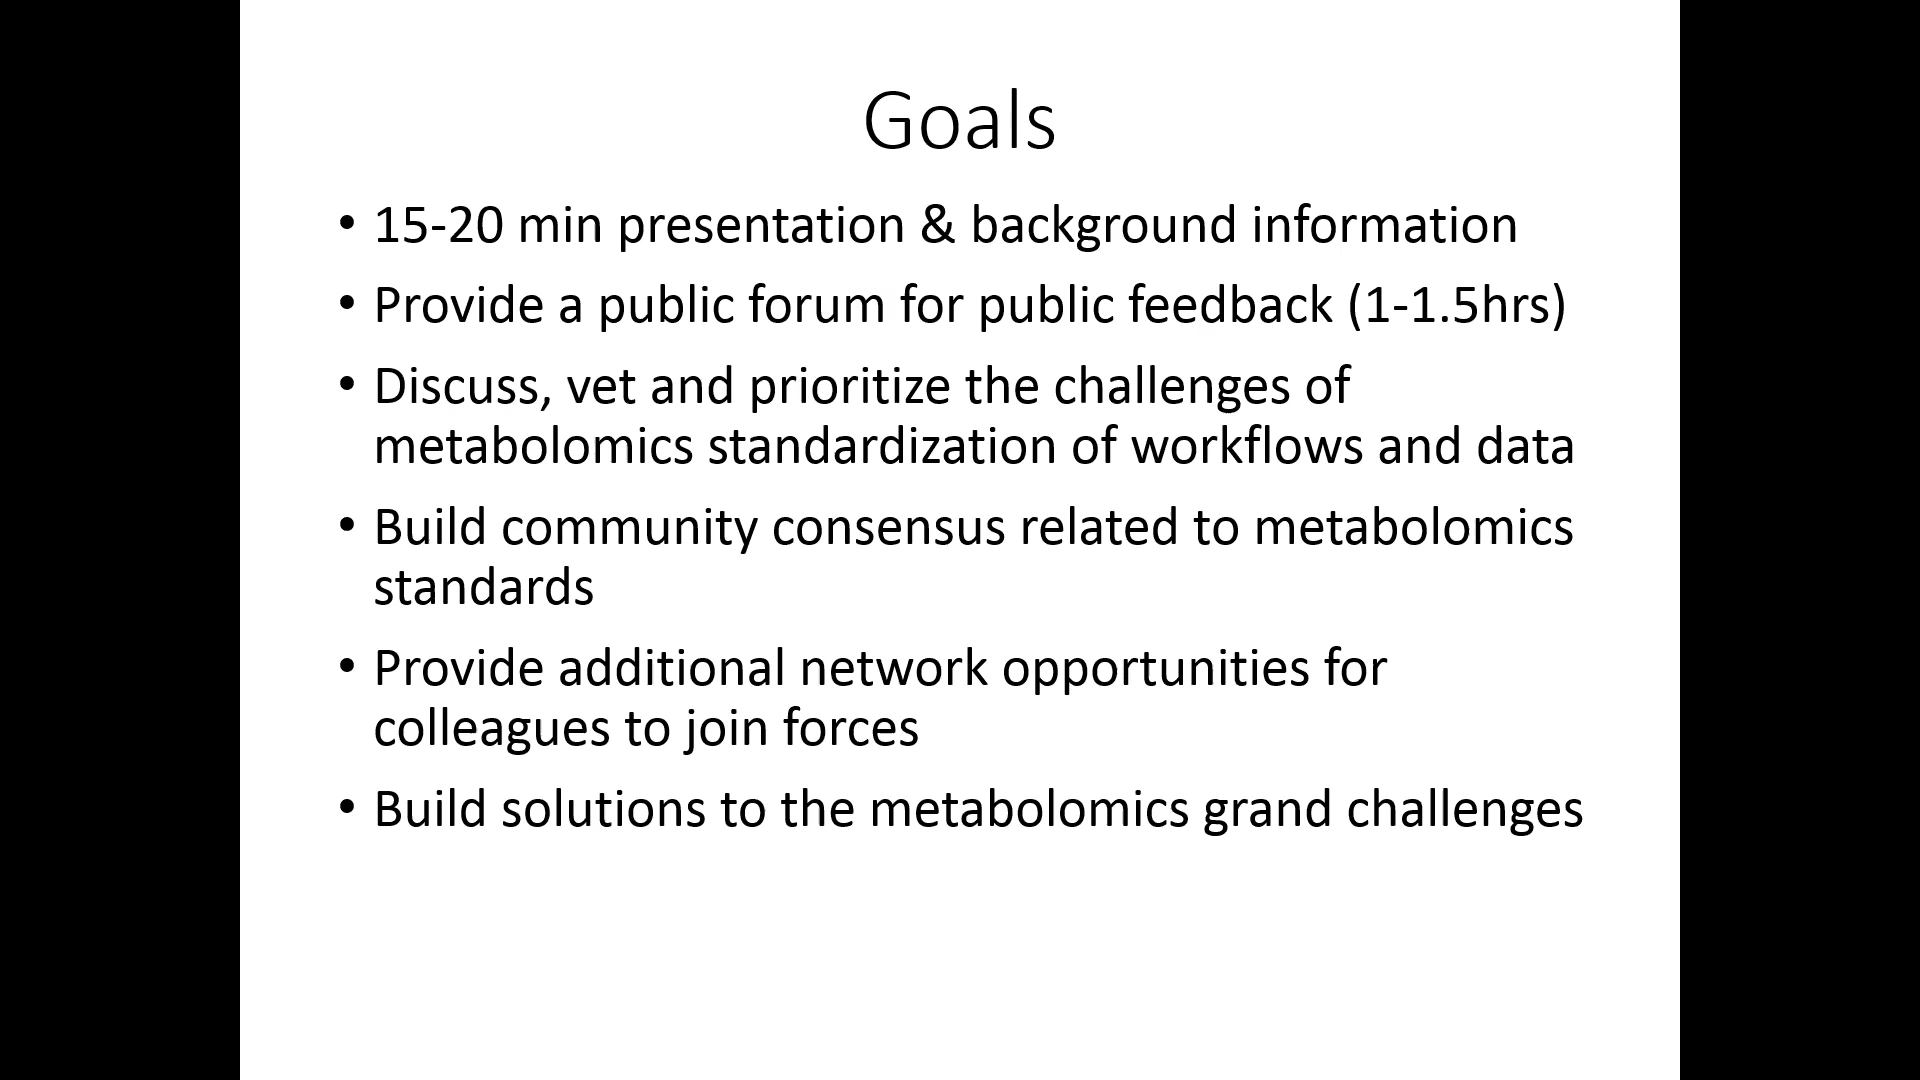 Goals
• 15-20 min presentation & background information
• Provide a public forum for public feedback (1-1.5hrs)
• Discuss, vet and prioritize the challenges of
metabolomics standardization of workflows and data
• Build community consensus related to metabolomics
standards
• Provide additional network opportunities for
colleagues to join forces
• Build solutions to the metabolomics grand challenges